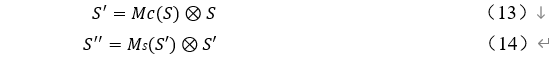 S′ = Mc(S) ⊗ S （13）↓
S′′ = Ms(S′) ⊗ S′ （14）↵